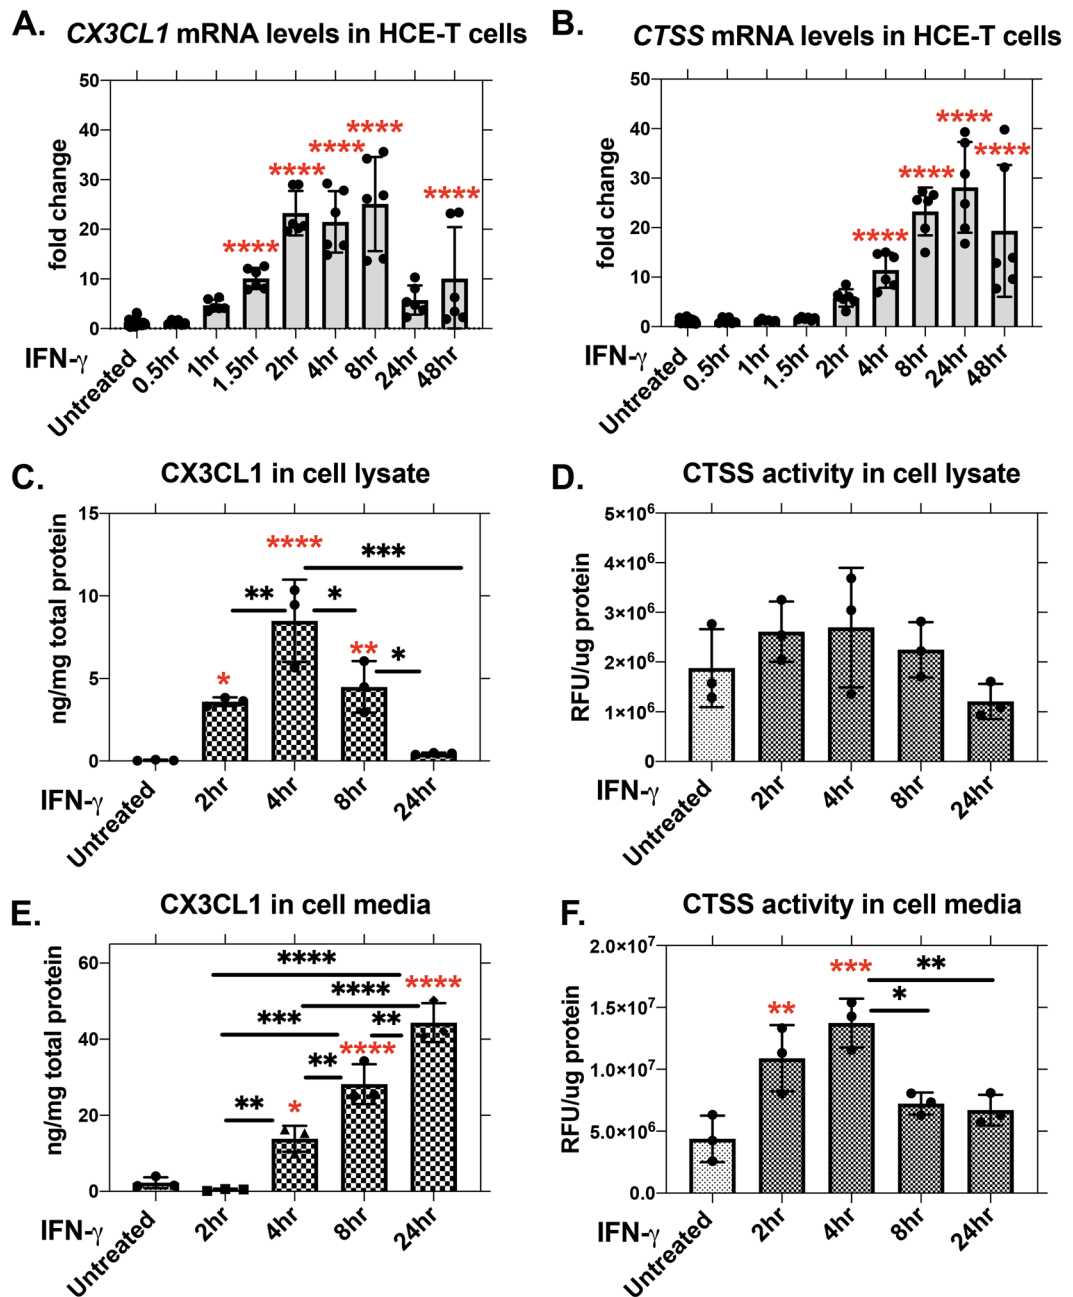 A. CX3CL1 mRNA levels in HCE-T cells
fold change
50
40
30
20
10
0
****
****
****
****
****
IFN-γ
Untreated
0.5hr
1hr
1.5hr
2hr
4hr
8hr
24hr
48hr
B. CTSS mRNA levels in HCE-T cells
fold change
50
40
30
20
10
0
****
****
****
****
IFN-γ
Untreated
0.5hr
1hr
1.5hr
2hr
4hr
8hr
24hr
48hr
C. CX3CL1 in cell lysate
ng/mg total protein
15
10
5
0
****
***
**
*
*
**
*
IFN-γ
Untreated
2hr
4hr
8hr
24hr
D. CTSS activity in cell lysate
RFU/ug protein
5×10⁶
4×10⁶
3×10⁶
2×10⁶
1×10⁶
0
IFN-γ
Untreated
2hr
4hr
8hr
24hr
E. CX3CL1 in cell media
ng/mg total protein
60
40
20
0
****
****
****
***
**
****
**
**
*
IFN-γ
Untreated
2hr
4hr
8hr
24hr
F. CTSS activity in cell media
RFU/ug protein
2.0×10⁷
1.5×10⁷
1.0×10⁷
5.0×10⁶
0.0
**
***
**
*
IFN-γ
Untreated
2hr
4hr
8hr
24hr